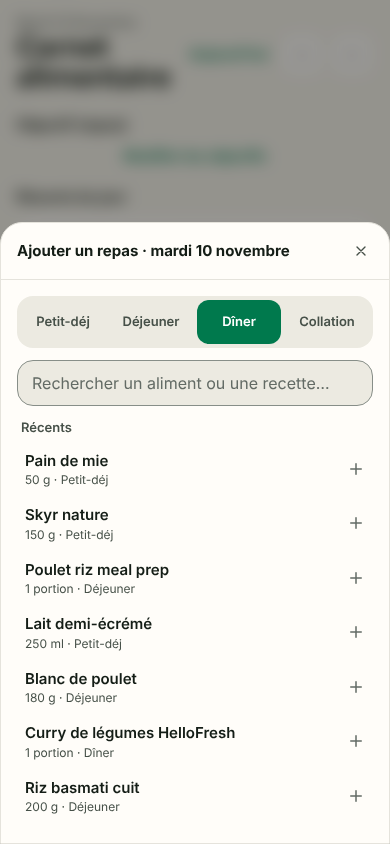 Carnet
alimentaire
Ajouter un repas · mardi 10 novembre
Petit-déj Déjeuner Dîner Collation
Rechercher un aliment ou une recette...
Récents
Pain de mie
50 g · Petit-déj
Skyr nature
150 g · Petit-déj
Poulet riz meal prep
1 portion · Déjeuner
Lait demi-écrémé
250 ml · Petit-déj
Blanc de poulet
180 g · Déjeuner
Curry de légumes HelloFresh
1 portion · Dîner
Riz basmati cuit
200 g · Déjeuner